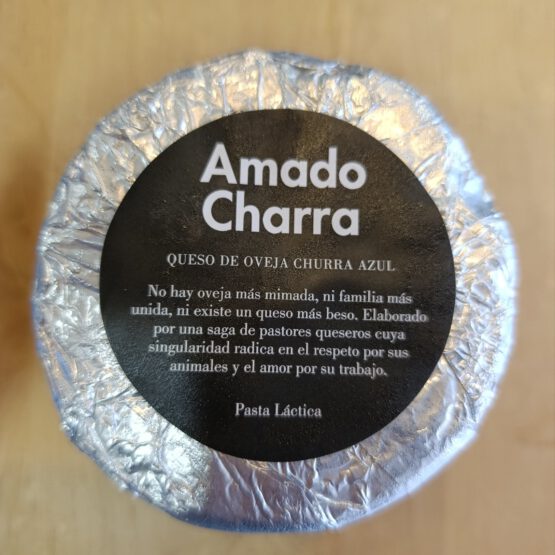 Amado
Charra
QUESO DE OVEJA CHURRA AZUL
No hay oveja más mimada, ni familia más
unida, ni existe un queso más beso. Elaborado
por una saga de pastores queseros cuya
singularidad radica en el respeto por sus
animales y el amor por su trabajo.
Pasta Láctica